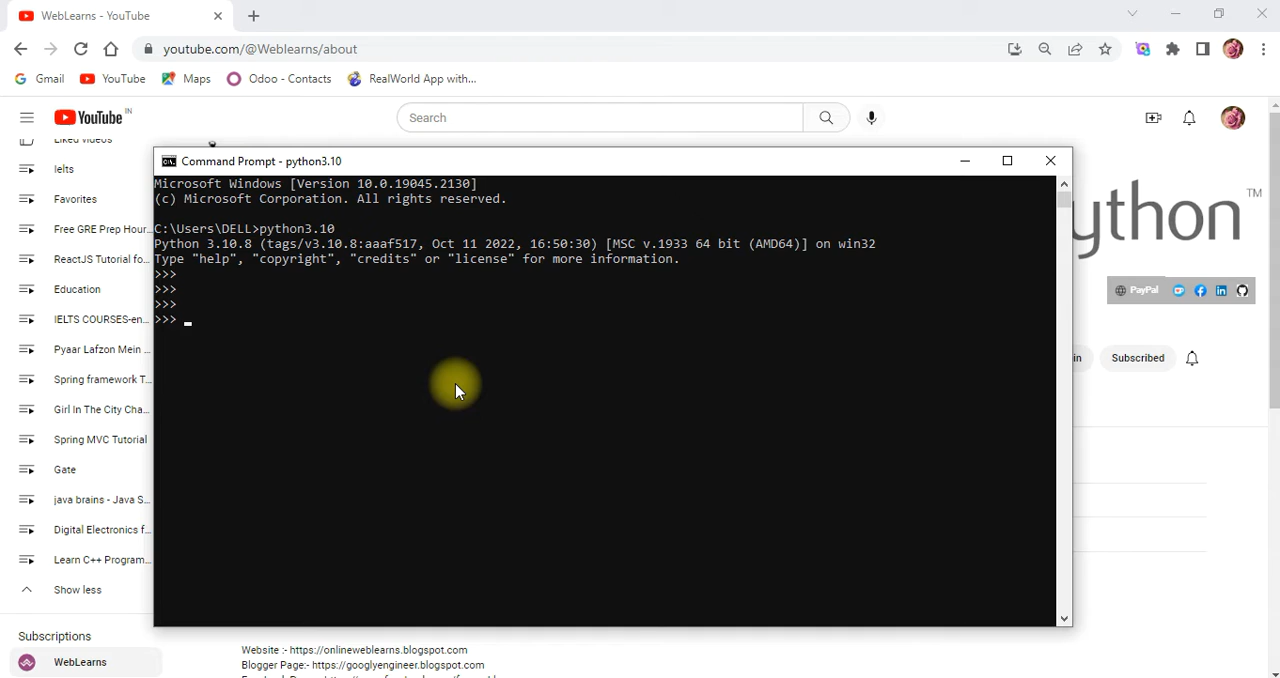 WebLearns - YouTube
youtube.com/@Weblearns/about
Gmail YouTube Maps Odoo - Contacts RealWorld App with...
YouTube IN
Search
Liked videos
Ielts
Favorites
Free GRE Prep Hour...
ReactJS Tutorial fo...
Education
IELTS COURSES-en...
Pyaar Lafzon Mein ...
Spring framework T...
Girl In The City Cha...
Spring MVC Tutorial
Gate
java brains - Java S...
Digital Electronics f...
Learn C++ Program...
Show less
Subscriptions
WebLearns
Command Prompt - python3.10
Microsoft Windows [Version 10.0.19045.2130]
(c) Microsoft Corporation. All rights reserved.
C:\Users\DELL>python3.10
Python 3.10.8 (tags/v3.10.8:aaaf517, Oct 11 2022, 16:50:30) [MSC v.1933 64 bit (AMD64)] on win32
Type "help", "copyright", "credits" or "license" for more information.
>>>
>>>
>>>
>>>
ython TM
PayPal
in Subscribed
Website :- https://onlineweblearns.blogspot.com
Blogger Page:- https://googlyengineer.blogspot.com